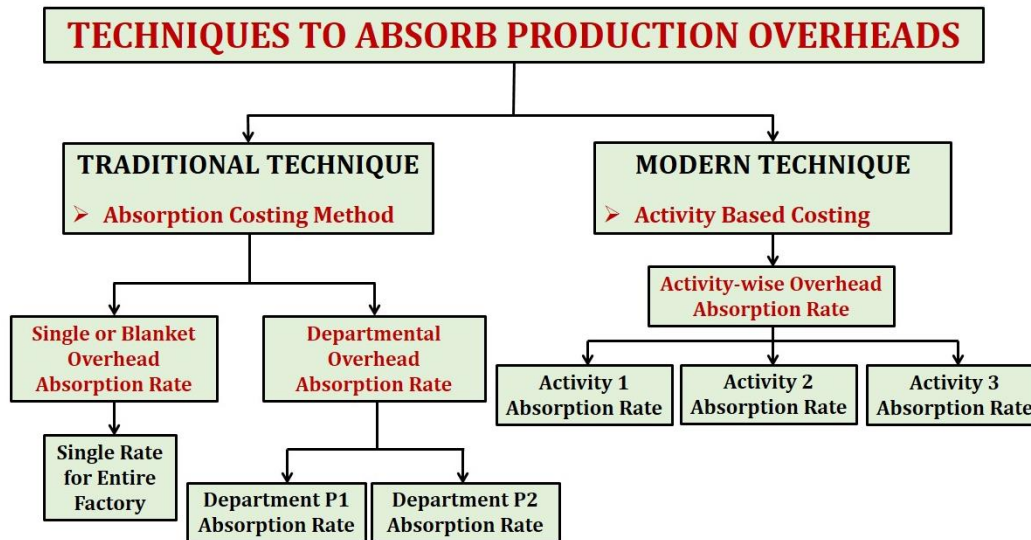 TECHNIQUES TO ABSORB PRODUCTION OVERHEADS
TRADITIONAL TECHNIQUE
➢ Absorption Costing Method
MODERN TECHNIQUE
➢ Activity Based Costing
Single or Blanket
Overhead
Absorption Rate
Departmental
Overhead
Absorption Rate
Activity-wise Overhead
Absorption Rate
Single Rate
for Entire
Factory
Department P1
Absorption Rate
Department P2
Absorption Rate
Activity 1
Absorption Rate
Activity 2
Absorption Rate
Activity 3
Absorption Rate